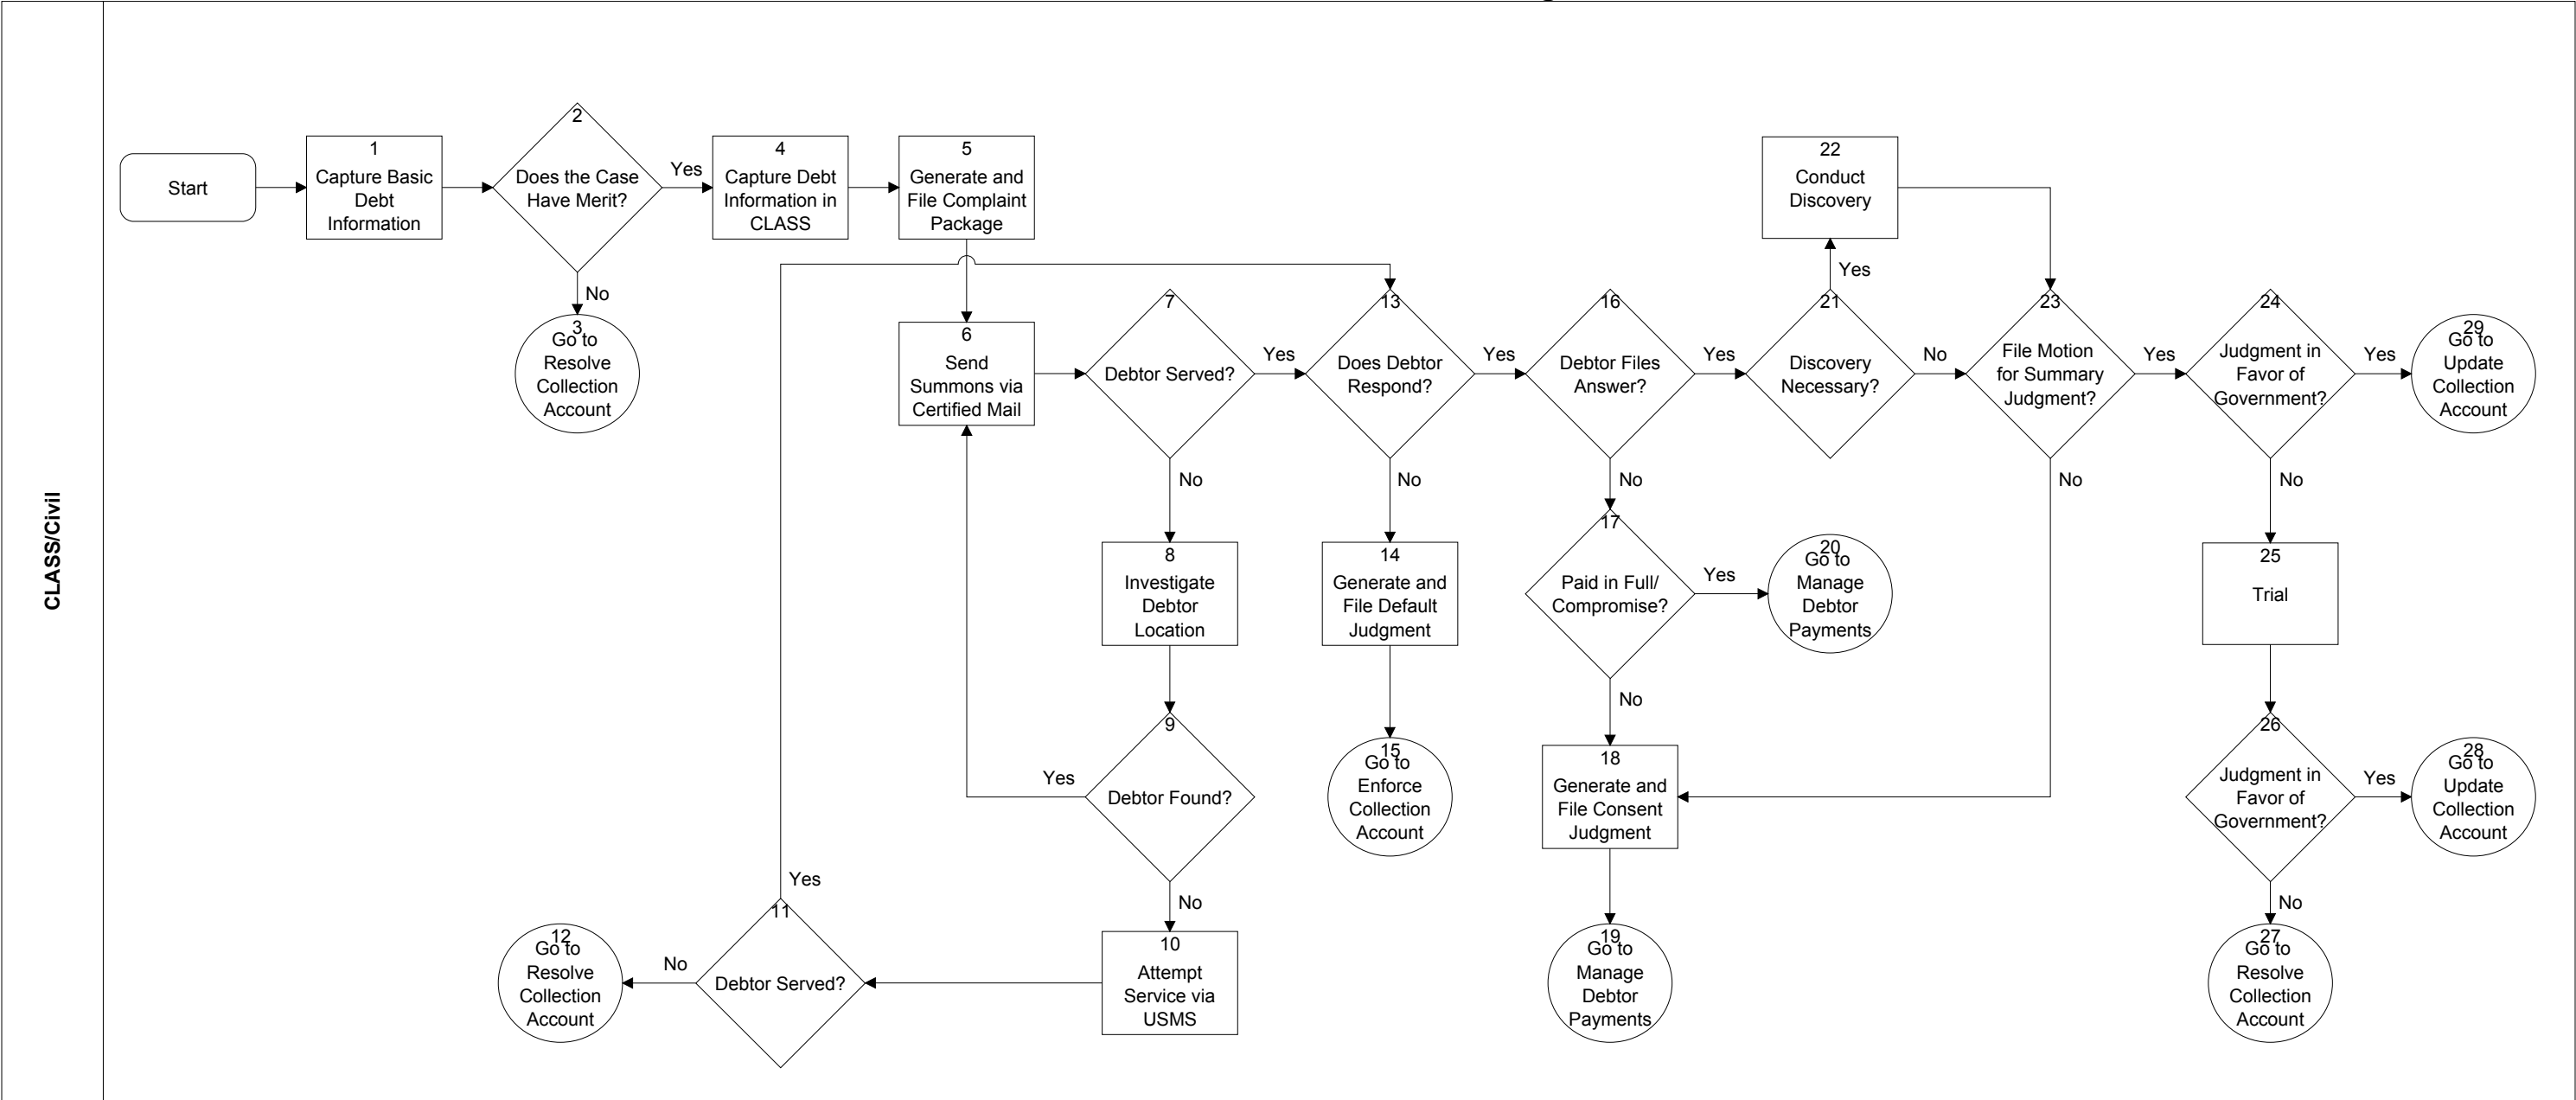 CLASS/Civil
Start
1
Capture Basic
Debt
Information
2
Does the Case
Have Merit?
Yes
No
3
Go to
Resolve
Collection
Account
4
Capture Debt
Information in
CLASS
5
Generate and
File Complaint
Package
6
Send
Summons via
Certified Mail
7
Debtor Served?
Yes
No
8
Investigate
Debtor
Location
9
Debtor Found?
Yes
No
10
Attempt
Service via
USMS
11
Debtor Served?
Yes
No
12
Go to
Resolve
Collection
Account
13
Does Debtor
Respond?
Yes
No
14
Generate and
File Default
Judgment
15
Go to
Enforce
Collection
Account
16
Debtor Files
Answer?
Yes
No
17
Paid in Full/
Compromise?
Yes
No
18
Generate and
File Consent
Judgment
19
Go to
Manage
Debtor
Payments
20
Go to
Manage
Debtor
Payments
21
Discovery
Necessary?
Yes
No
22
Conduct
Discovery
23
File Motion
for Summary
Judgment?
Yes
No
24
Judgment in
Favor of
Government?
Yes
No
25
Trial
26
Judgment in
Favor of
Government?
Yes
No
27
Go to
Resolve
Collection
Account
28
Go to
Update
Collection
Account
29
Go to
Update
Collection
Account